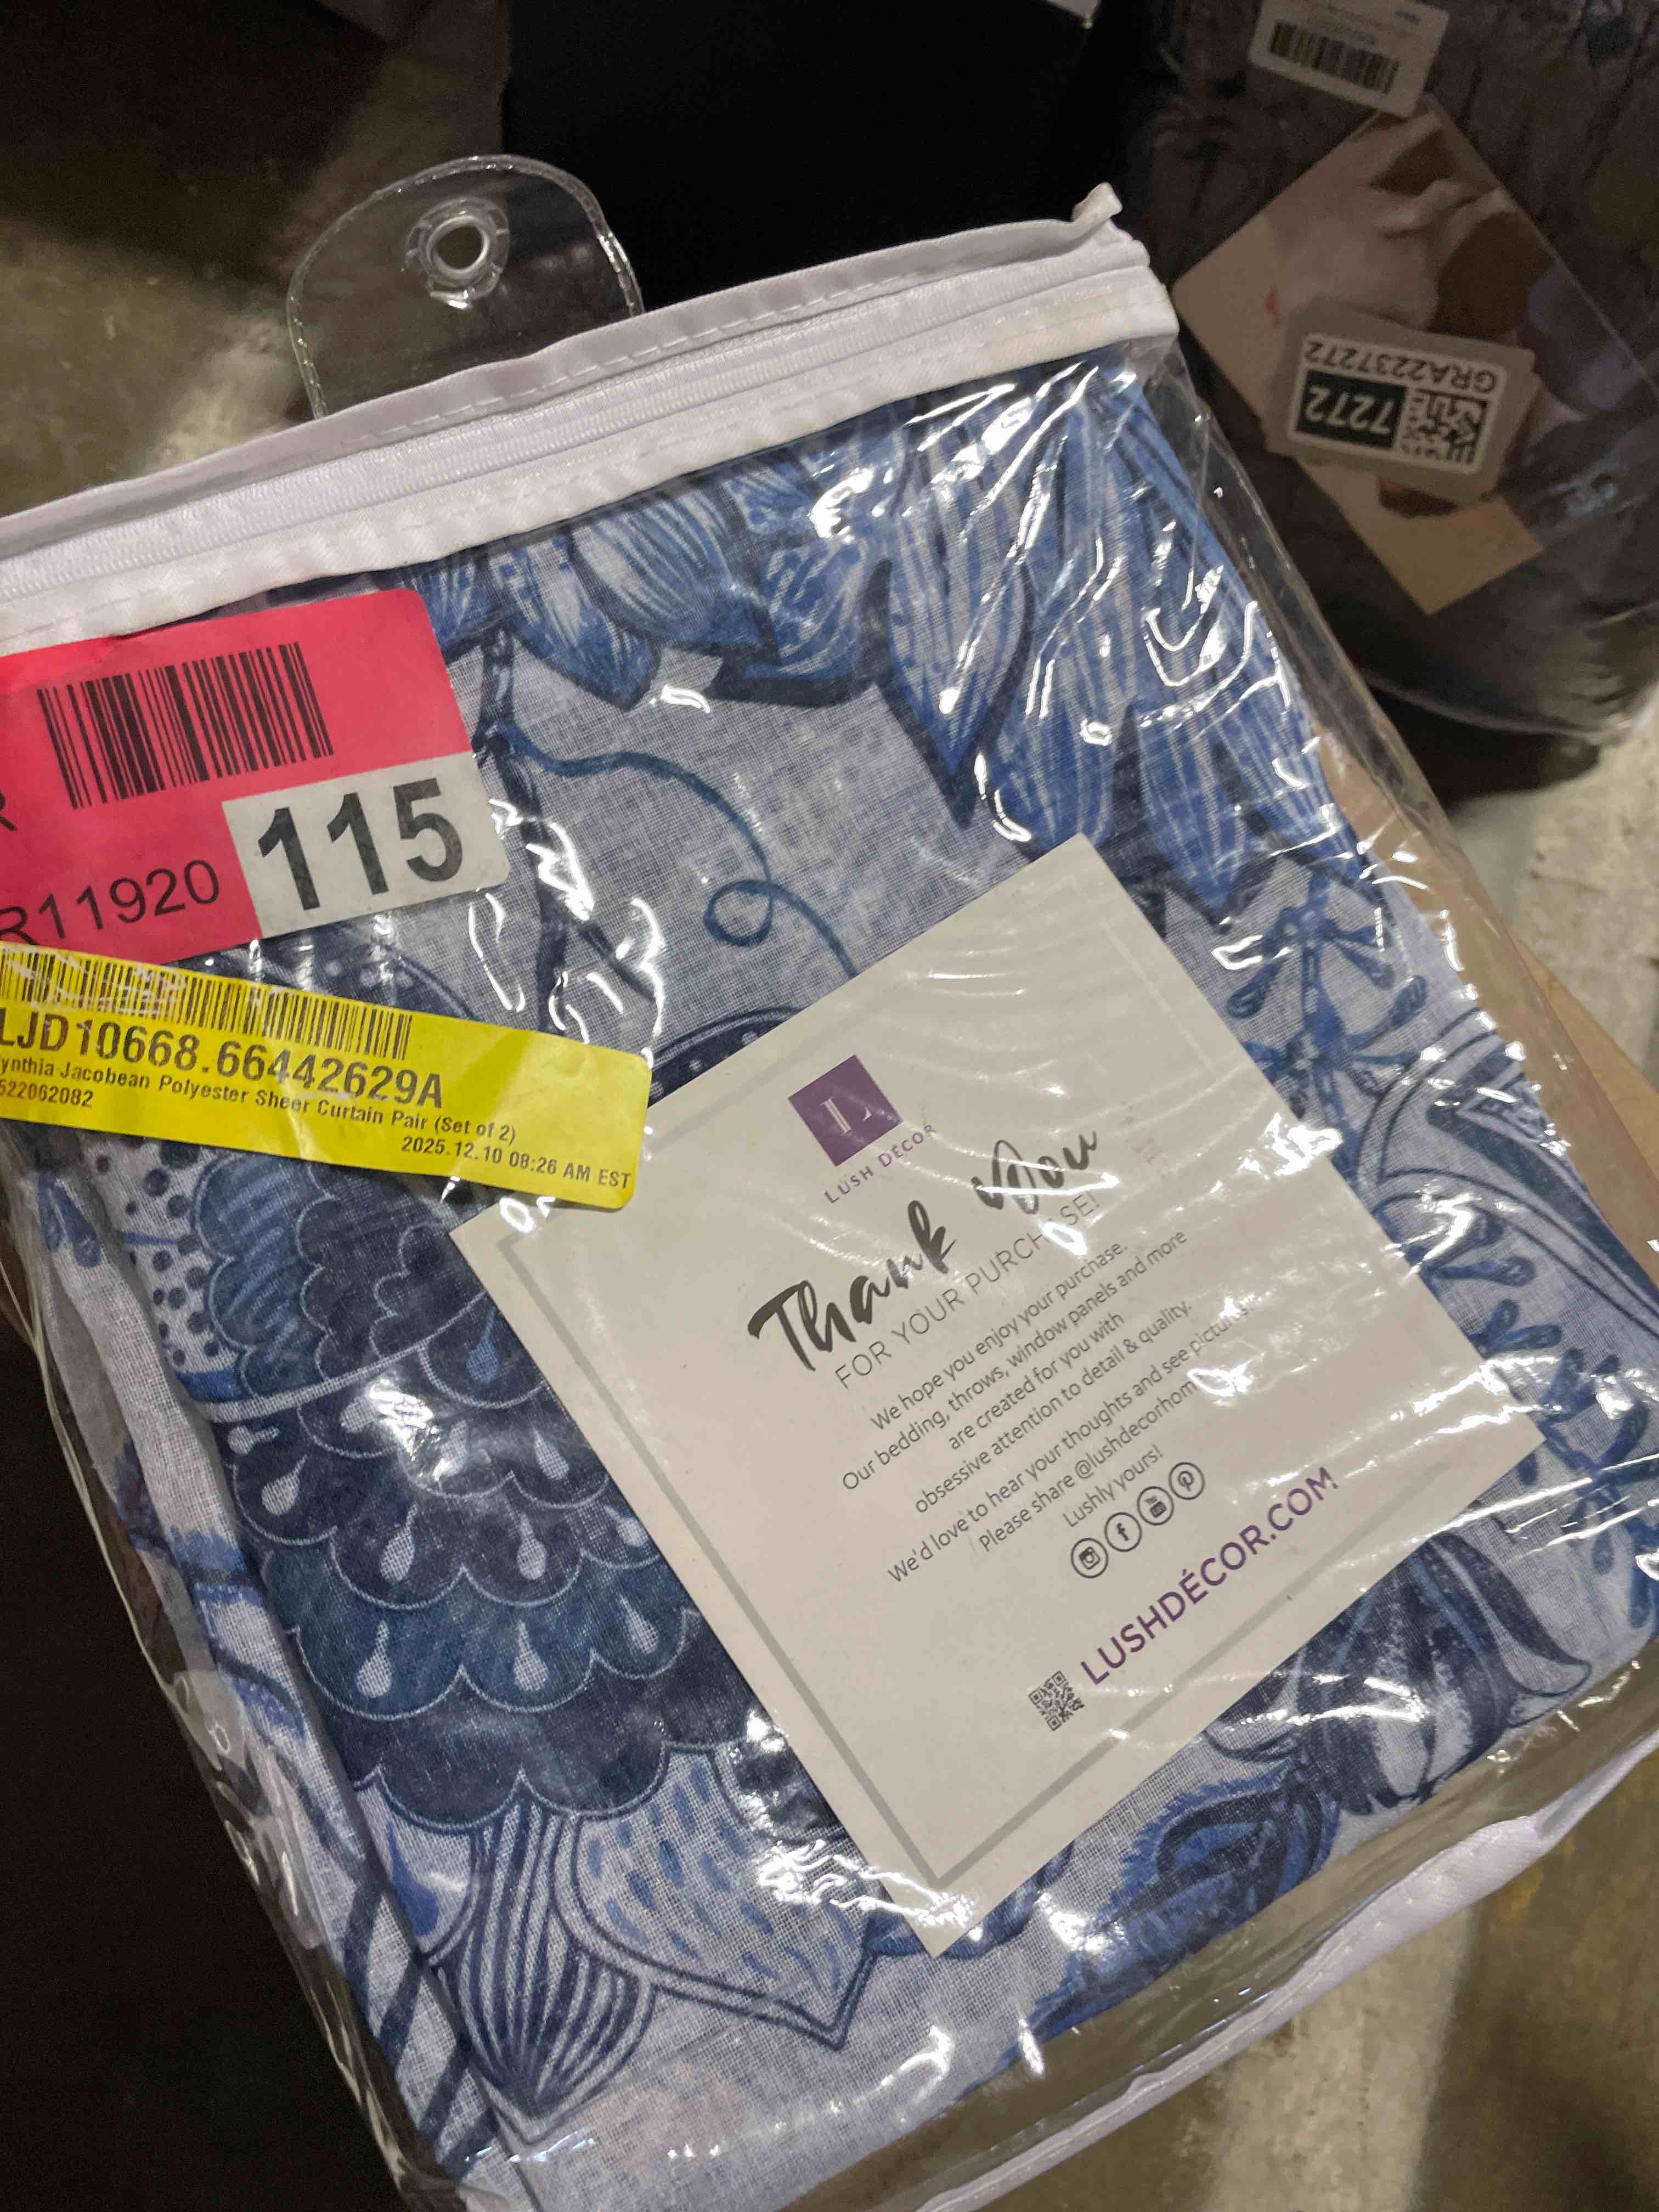 7272
GRA2237272
115
R11920
LJD10668.66442629A
ynthia Jacobean Polyester Sheer Curtain Pair (Set of 2)
522062082
2025.12.10 08:26 AM EST
L
LUSH DÉCOR
Thank you
FOR YOUR PURCHASE!
We hope you enjoy your purchase.
Our bedding, throws, window panels and more
are created for you with
obsessive attention to detail & quality.
We'd love to hear your thoughts and see pictures!
Please share @lushdecorhome
Lushly yours!
LUSHDÉCOR.COM